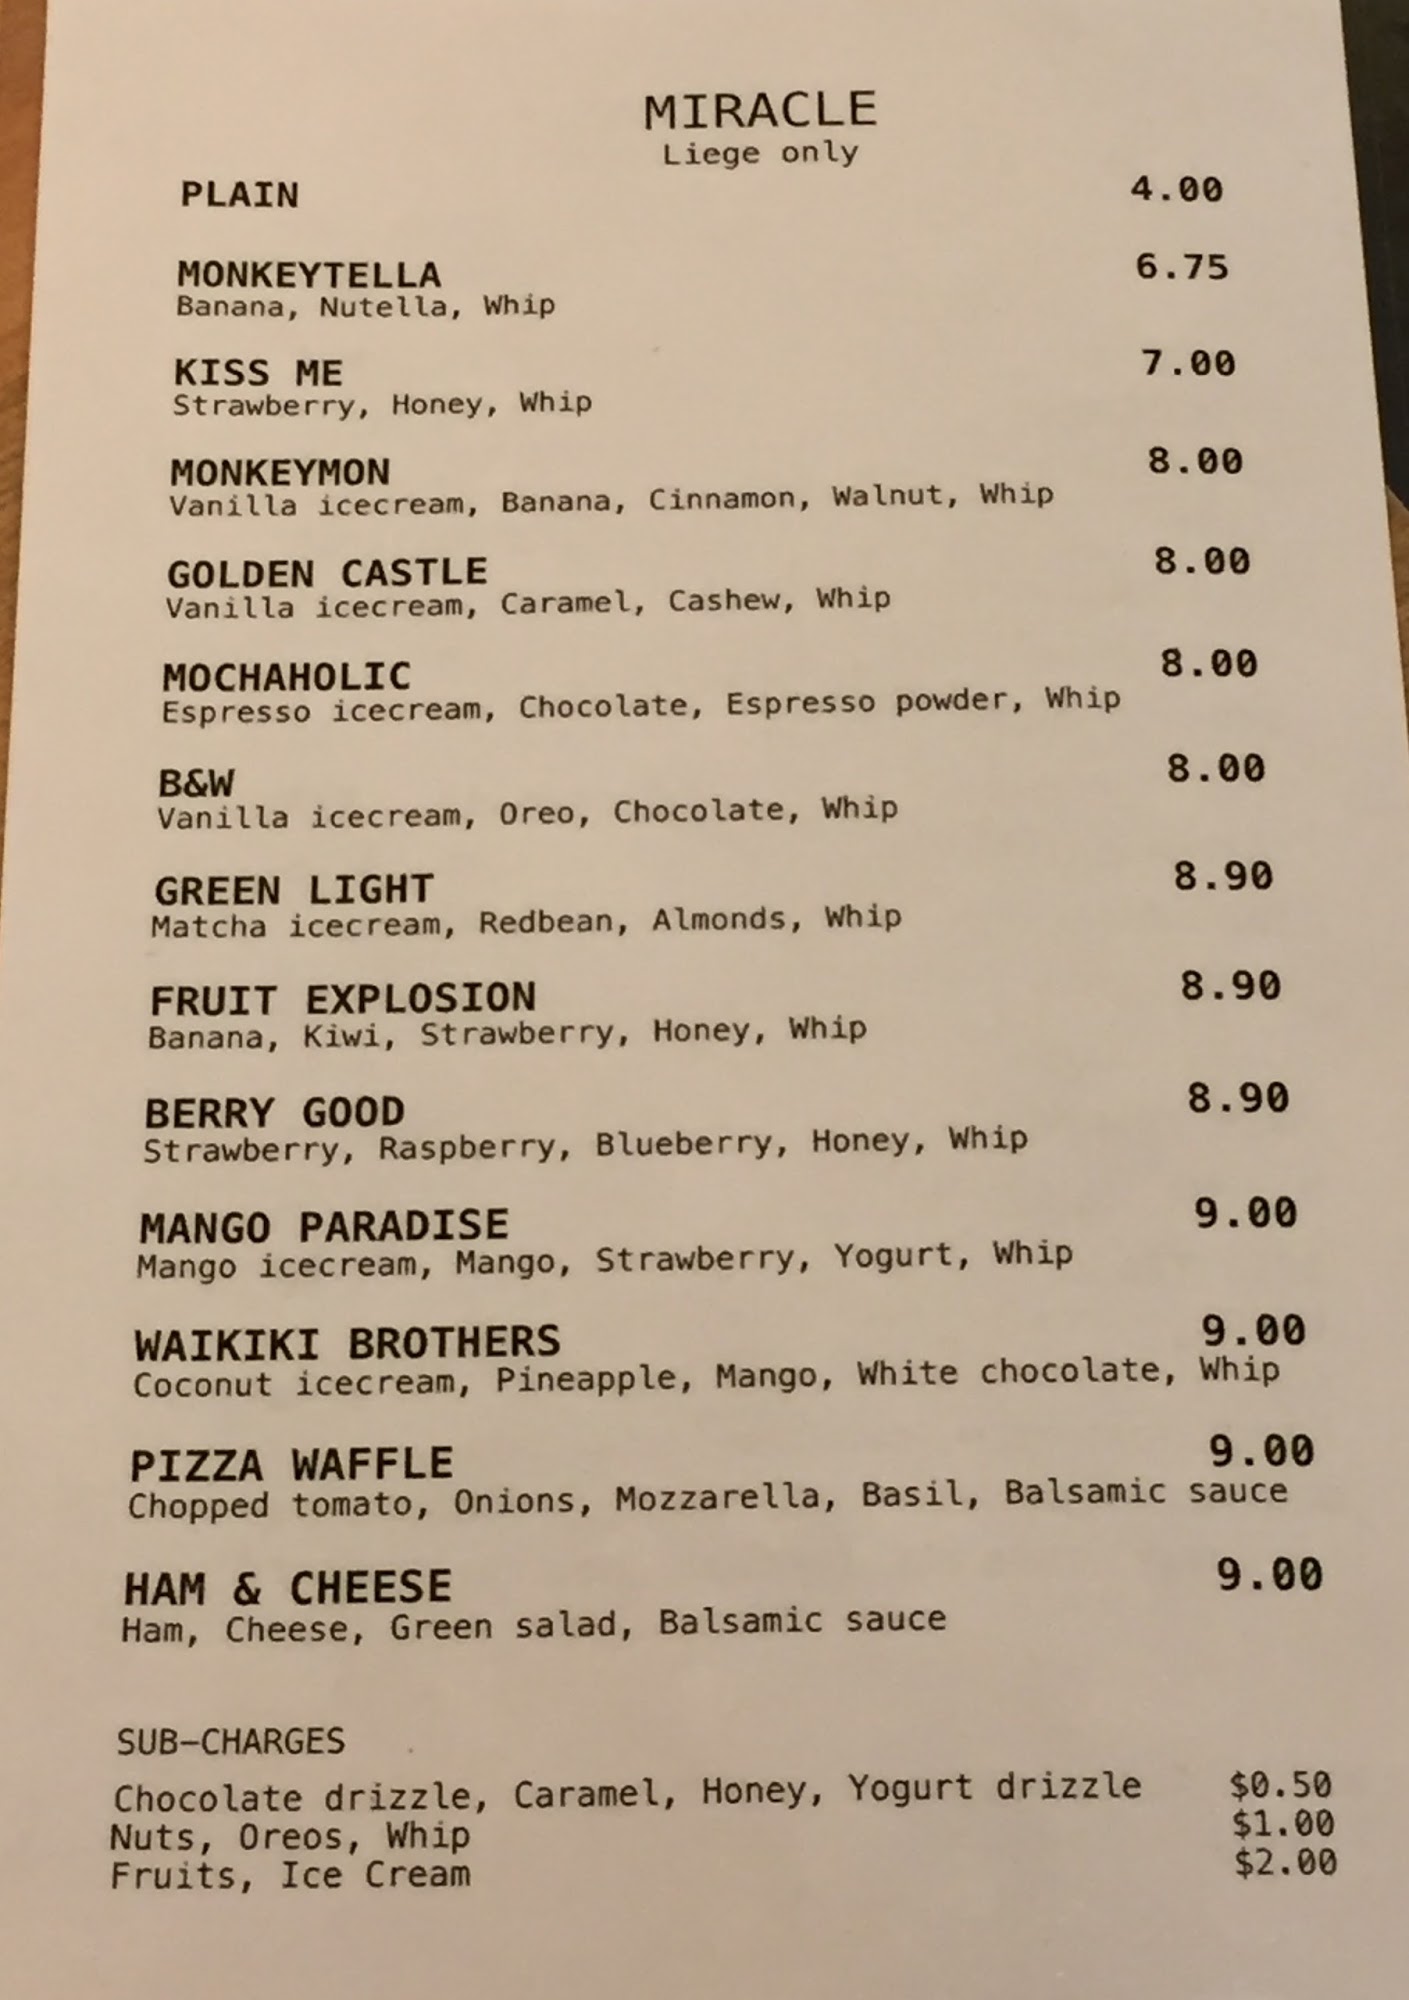 MIRACLE
Liege only
PLAIN 4.00
MONKEYTELLA 6.75
Banana, Nutella, Whip
KISS ME 7.00
Strawberry, Honey, Whip
MONKEYMON 8.00
Vanilla icecream, Banana, Cinnamon, Walnut, Whip
GOLDEN CASTLE 8.00
Vanilla icecream, Caramel, Cashew, Whip
MOCHAHOLIC 8.00
Espresso icecream, Chocolate, Espresso powder, Whip
B&W 8.00
Vanilla icecream, Oreo, Chocolate, Whip
GREEN LIGHT 8.90
Matcha icecream, Redbean, Almonds, Whip
FRUIT EXPLOSION 8.90
Banana, Kiwi, Strawberry, Honey, Whip
BERRY GOOD 8.90
Strawberry, Raspberry, Blueberry, Honey, Whip
MANGO PARADISE 9.00
Mango icecream, Mango, Strawberry, Yogurt, Whip
WAIKIKI BROTHERS 9.00
Coconut icecream, Pineapple, Mango, White chocolate, Whip
PIZZA WAFFLE 9.00
Chopped tomato, Onions, Mozzarella, Basil, Balsamic sauce
HAM & CHEESE 9.00
Ham, Cheese, Green salad, Balsamic sauce
SUB-CHARGES
Chocolate drizzle, Caramel, Honey, Yogurt drizzle $0.50
Nuts, Oreos, Whip $1.00
Fruits, Ice Cream $2.00